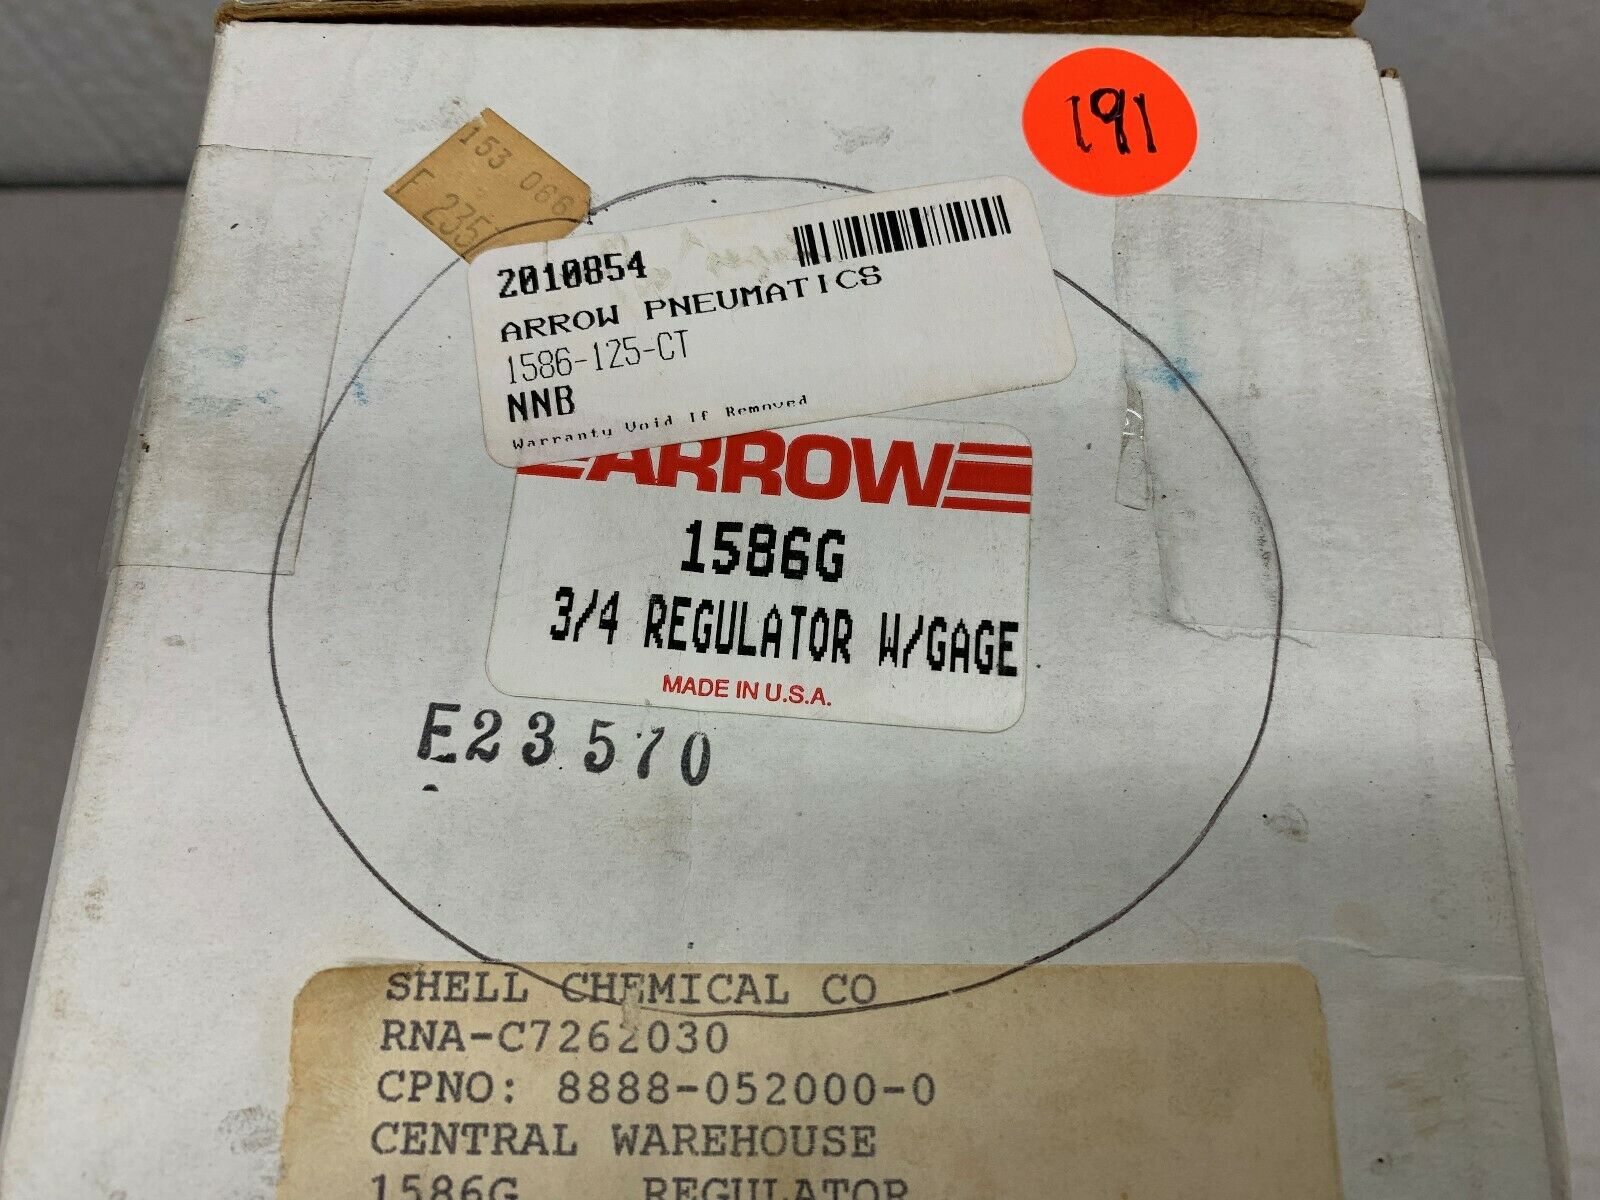 191
153 066
F 235
2010854
ARROW PNEUMATICS
1586-125-CT
NNB
Warranty Void If Removed
ARROW
1586G
3/4 REGULATOR W/GAGE
MADE IN U.S.A.
E23570
SHELL CHEMICAL CO
RNA-C7262030
CPNO: 8888-052000-0
CENTRAL WAREHOUSE
1586G REGULATOR